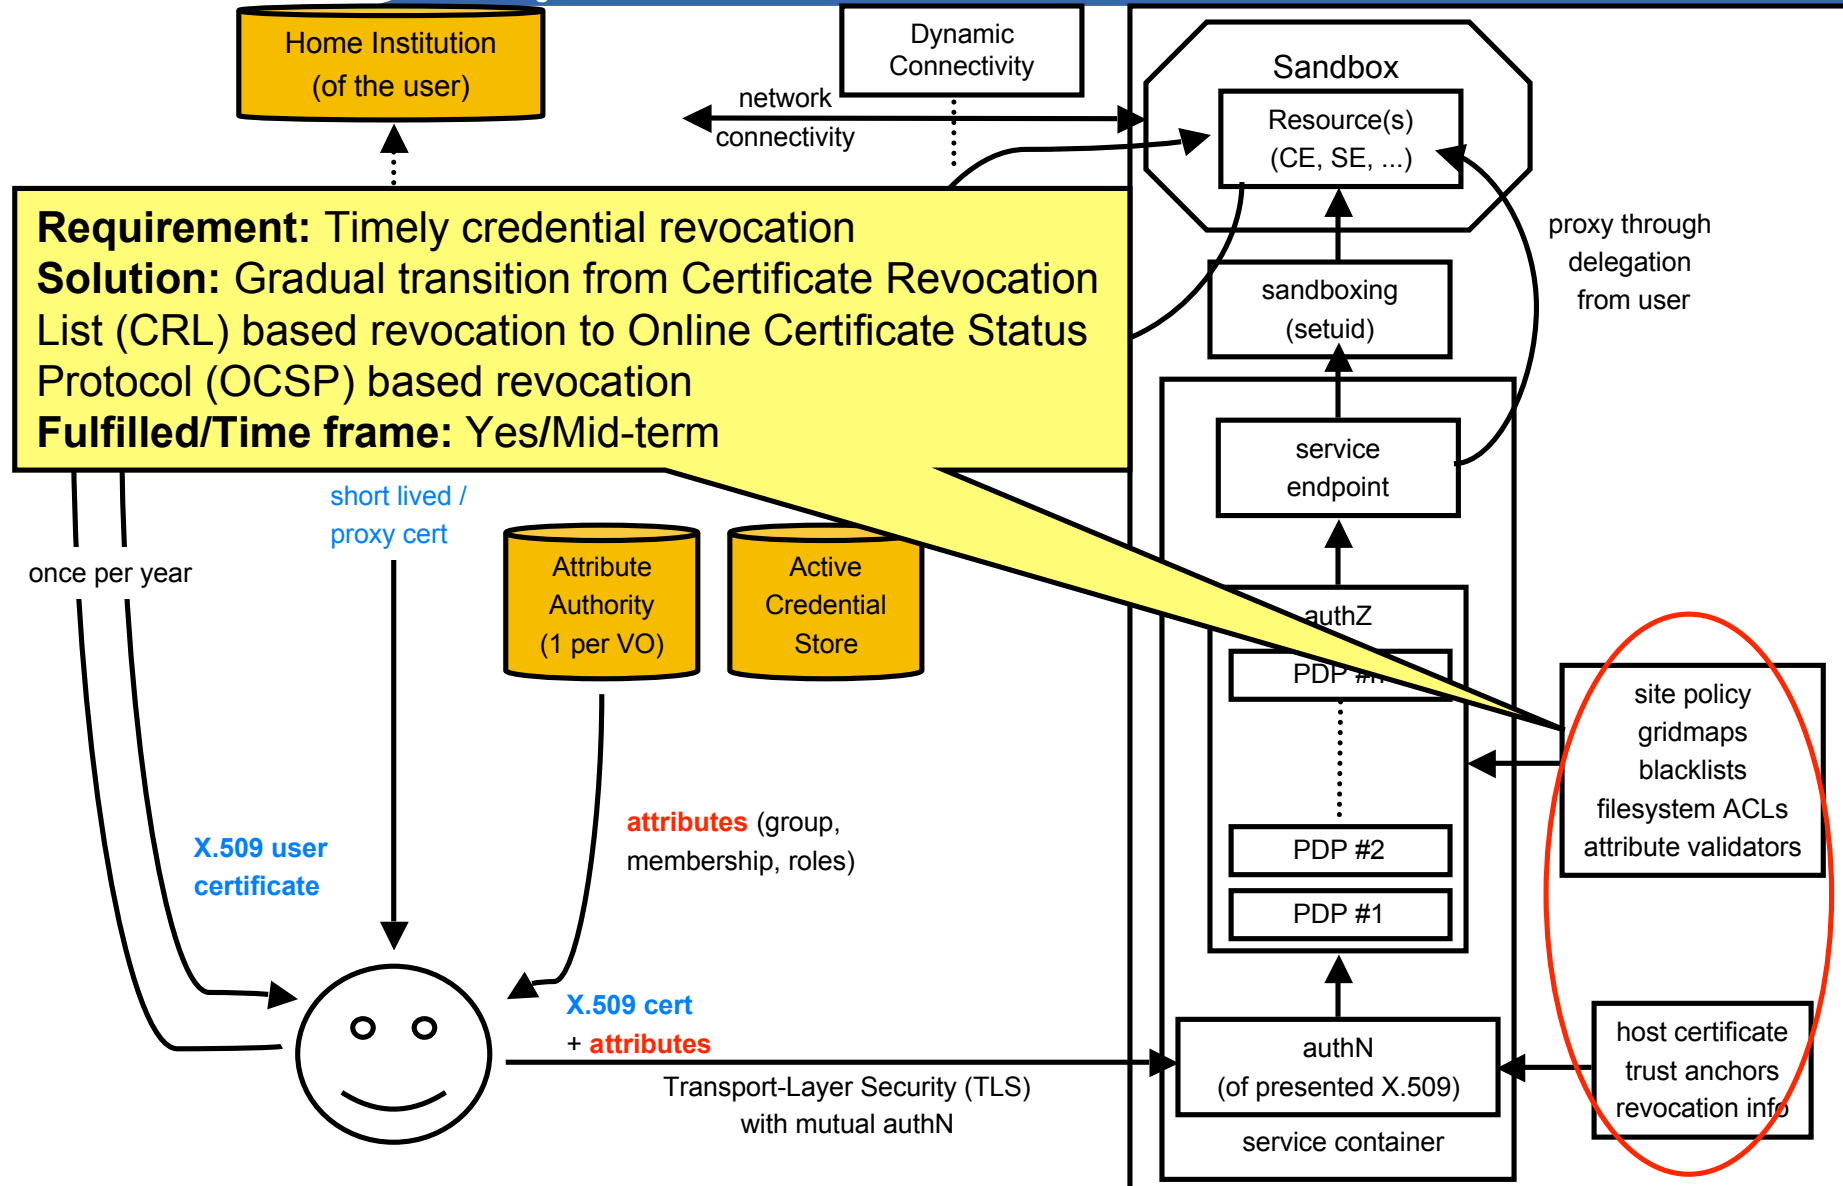 Home Institution
(of the user)
Dynamic
Connectivity
network
connectivity
Sandbox
Resource(s)
(CE, SE, ...)
proxy through
delegation
from user
Requirement: Timely credential revocation
Solution: Gradual transition from Certificate Revocation
List (CRL) based revocation to Online Certificate Status
Protocol (OCSP) based revocation
Fulfilled/Time frame: Yes/Mid-term
sandboxing
(setuid)
service
endpoint
short lived /
proxy cert
once per year
Attribute
Authority
(1 per VO)
Active
Credential
Store
authZ
PDP
PDP #2
PDP #1
site policy
gridmaps
blacklists
filesystem ACLs
attribute validators
attributes (group,
membership, roles)
X.509 user
certificate
X.509 cert
+ attributes
Transport-Layer Security (TLS)
with mutual authN
authN
(of presented X.509)
service container
host certificate
trust anchors
revocation info